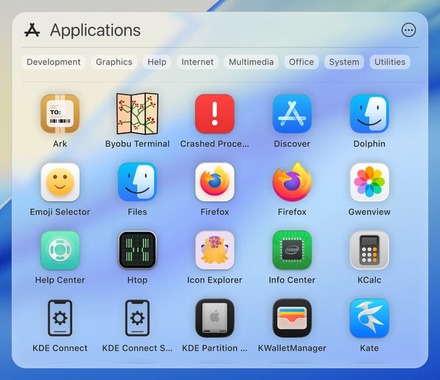 Applications
Development Graphics Help Internet Multimedia Office System Utilities
TO:
Ark Byobu Terminal Crashed Proce... Discover Dolphin
Emoji Selector Files Firefox Firefox Gwenview
Help Center Htop Icon Explorer Info Center KCalc
KDE Connect KDE Connect S... KDE Partition ... KWalletManager Kate